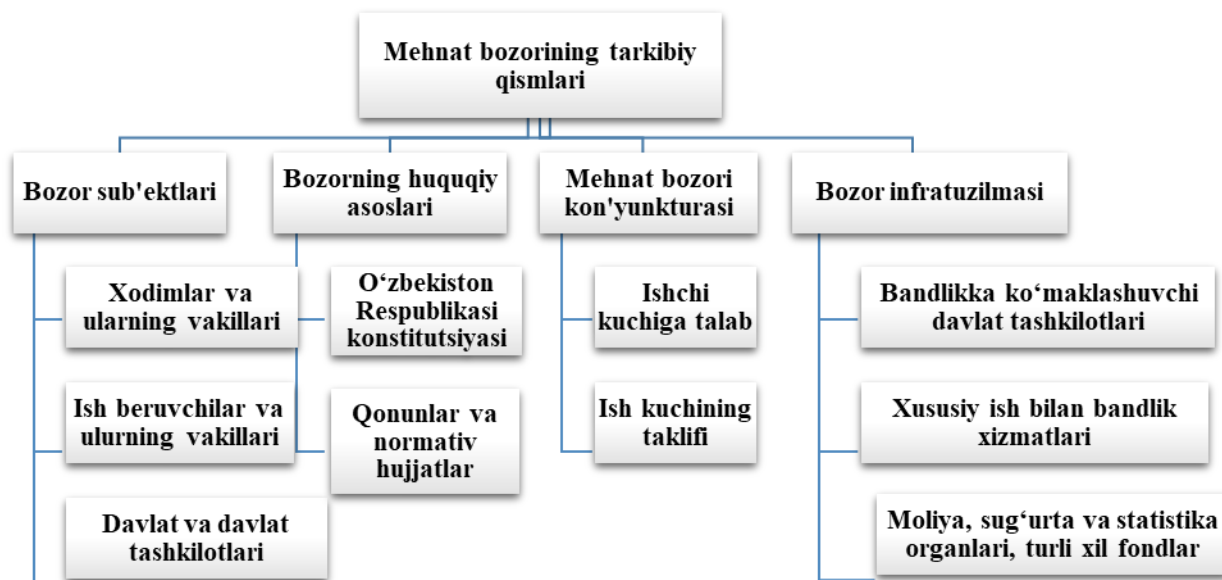 Mehnat bozorining tarkibiy
qismlari
Bozor sub'ektlari
Bozorning huquqiy
asoslari
Mehnat bozori
kon'yunkturasi
Bozor infratuzilmasi
Xodimlar va
ularning vakillari
Ish beruvchilar va
ulurning vakillari
Davlat va davlat
tashkilotlari
O‘zbekiston
Respublikasi
konstitutsiyasi
Qonunlar va
normativ
hujjatlar
Ishchi
kuchiga talab
Ish kuchining
taklifi
Bandlikka ko‘maklashuvchi
davlat tashkilotlari
Xususiy ish bilan bandlik
xizmatlari
Moliya, sug‘urta va statistika
organlari, turli xil fondlar